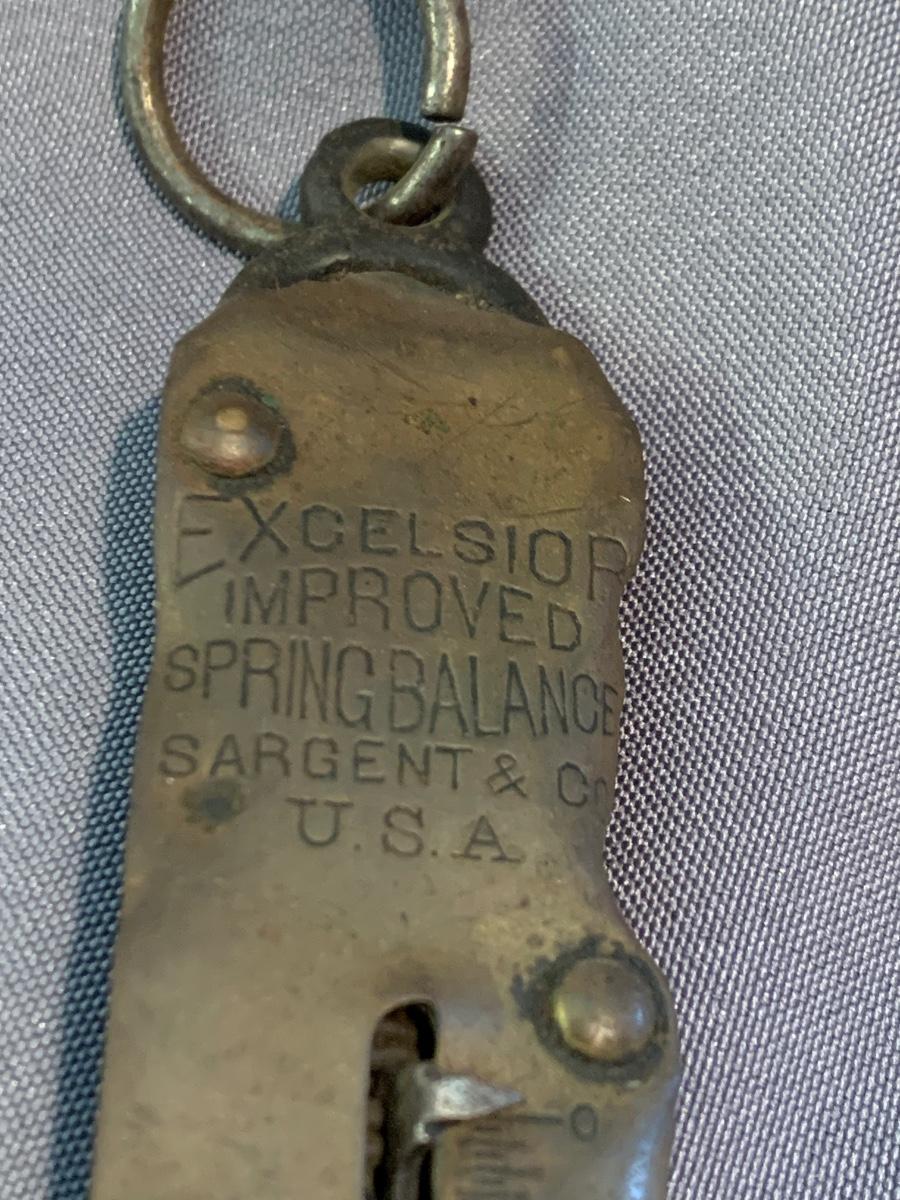 EXCELSIOR
IMPROVED
SPRING BALANCE
SARGENT & Co
U.S.A.
0